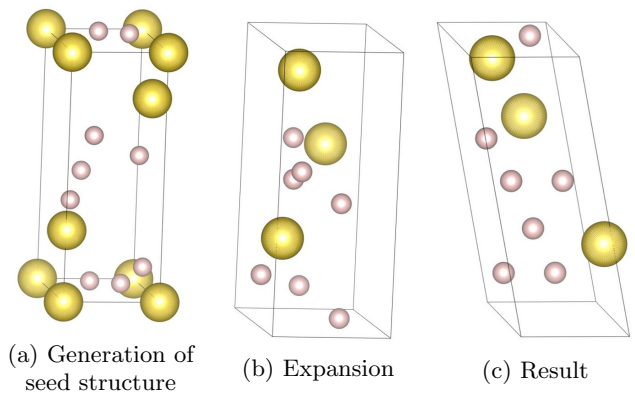 (a) Generation of
seed structure
(b) Expansion
(c) Result